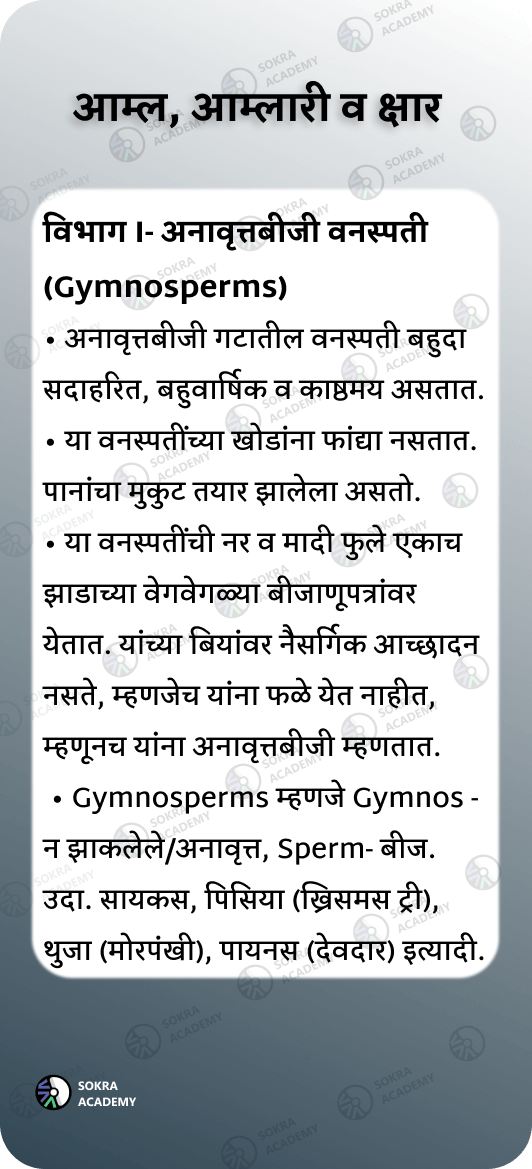 आम्ल, आम्लारी व क्षार
विभाग I- अनावृत्तबीजी वनस्पती
(Gymnosperms)
• अनावृत्तबीजी गटातील वनस्पती बहुदा
सदाहरित, बहुवार्षिक व काष्ठमय असतात.
• या वनस्पतींच्या खोडांना फांद्या नसतात.
पानांचा मुकुट तयार झालेला असतो.
• या वनस्पतींची नर व मादी फुले एकाच
झाडाच्या वेगवेगळ्या बीजाणूपत्रांवर
येतात. यांच्या बियांवर नैसर्गिक आच्छादन
नसते, म्हणजेच यांना फळे येत नाहीत,
म्हणूनच यांना अनावृत्तबीजी म्हणतात.
• Gymnosperms म्हणजे Gymnos -
न झाकलेले/अनावृत्त, Sperm- बीज.
उदा. सायकस, पिसिया (ख्रिसमस ट्री),
थुजा (मोरपंखी), पायनस (देवदार) इत्यादी.
SOKRA
ACADEMY